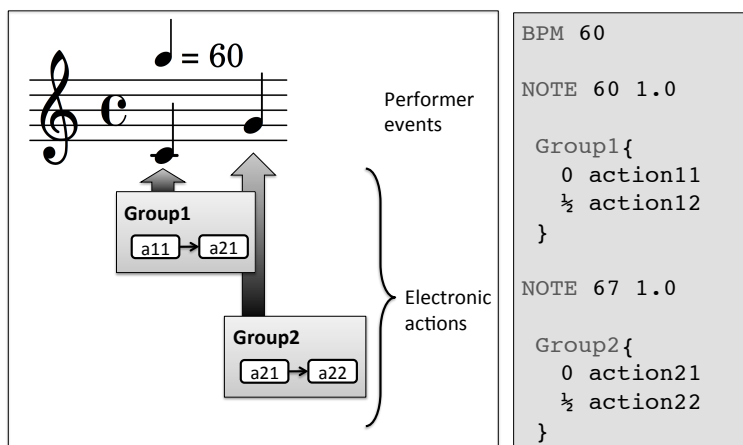 = 60
Performer
events
Group1
a11
a21
Electronic
actions
Group2
a21
a22
BPM 60
NOTE 60 1.0
Group1{
0 action11
½ action12
}
NOTE 67 1.0
Group2{
0 action21
½ action22
}